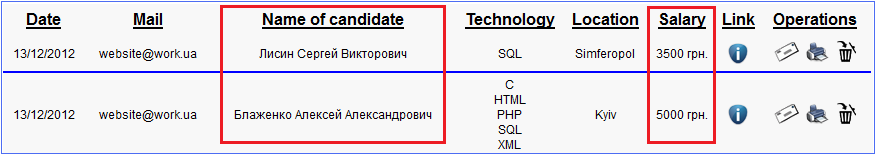 Date Mail Name of candidate Technology Location Salary Link Operations
13/12/2012 website@work.ua Лисин Сергей Викторович SQL Simferopol 3500 грн.
C
HTML
13/12/2012 website@work.ua Блаженко Алексей Александрович PHP Kyiv 5000 грн.
SQL
XML